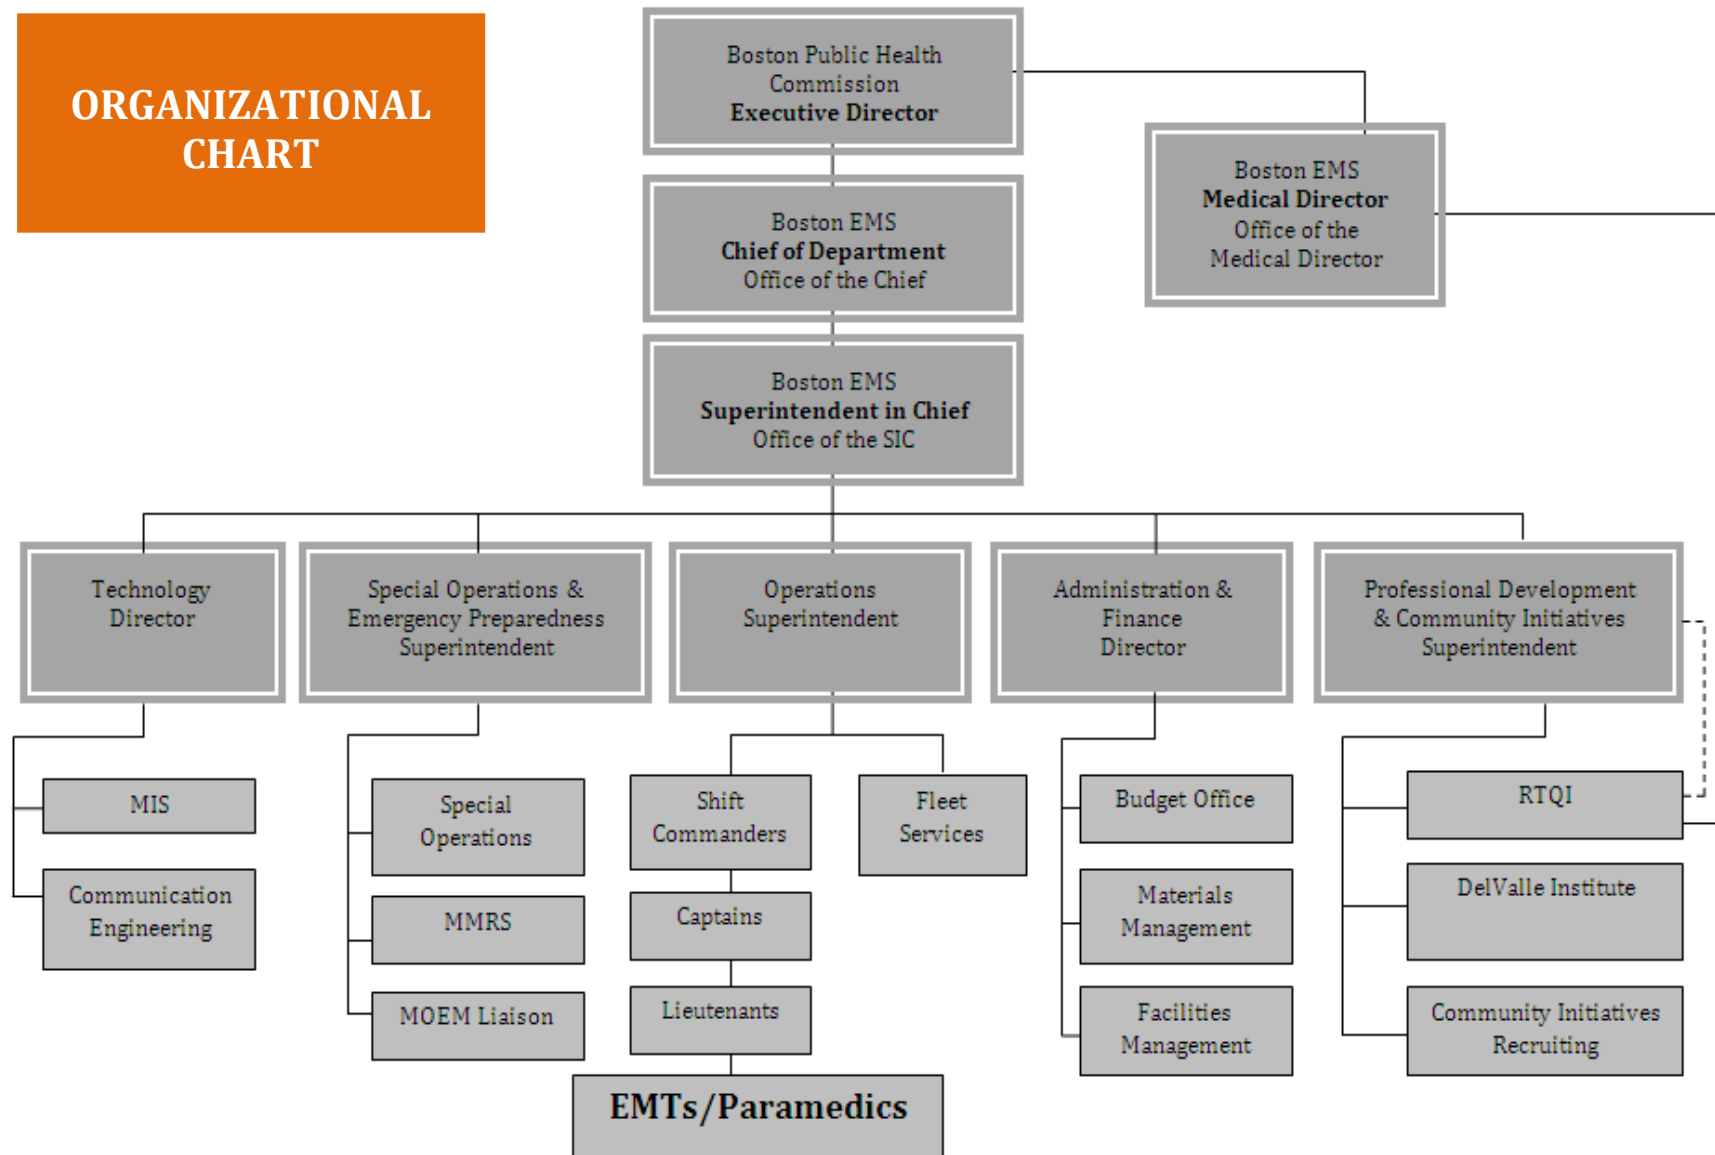 ORGANIZATIONAL
CHART
Boston Public Health
Commission
Executive Director
Boston EMS
Medical Director
Office of the
Medical Director
Boston EMS
Chief of Department
Office of the Chief
Boston EMS
Superintendent in Chief
Office of the SIC
Technology
Director
Special Operations &
Emergency Preparedness
Superintendent
Operations
Superintendent
Administration &
Finance
Director
Professional Development
& Community Initiatives
Superintendent
MIS
Communication
Engineering
Special
Operations
MMRS
MOEM Liaison
Shift
Commanders
Captains
Lieutenants
EMTs/Paramedics
Fleet
Services
Budget Office
Materials
Management
Facilities
Management
RTQI
DelValle Institute
Community Initiatives
Recruiting